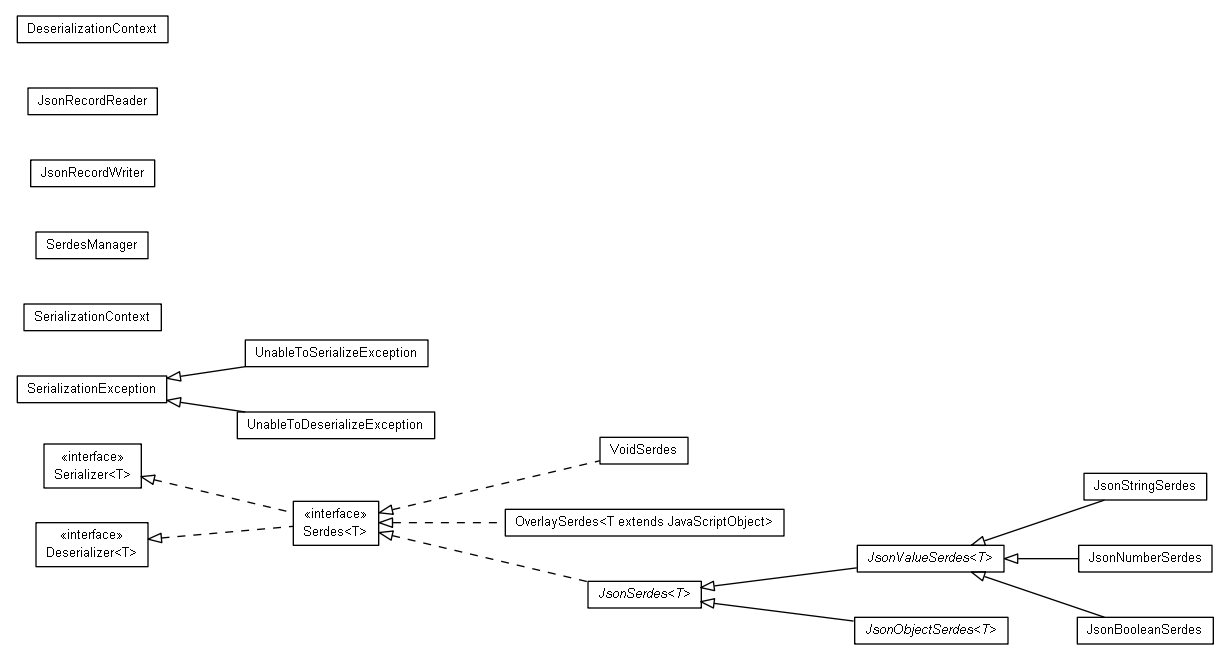 DeserializationContext
JsonRecordReader
JsonRecordWriter
SerdesManager
SerializationContext
UnableToSerializeException
SerializationException
UnableToDeserializeException
«interface»
Serializer<T>
«interface»
Deserializer<T>
«interface»
Serdes<T>
VoidSerdes
OverlaySerdes<T extends JavaScriptObject>
JsonSerdes<T>
JsonValueSerdes<T>
JsonObjectSerdes<T>
JsonStringSerdes
JsonNumberSerdes
JsonBooleanSerdes